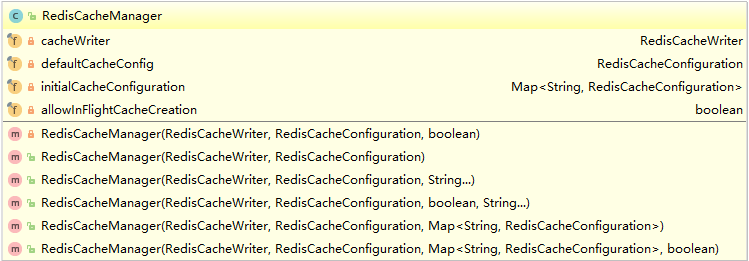 RedisCacheManager
cacheWriter RedisCacheWriter
defaultCacheConfig RedisCacheConfiguration
initialCacheConfiguration Map<String, RedisCacheConfiguration>
allowInFlightCacheCreation boolean
RedisCacheManager(RedisCacheWriter, RedisCacheConfiguration, boolean)
RedisCacheManager(RedisCacheWriter, RedisCacheConfiguration)
RedisCacheManager(RedisCacheWriter, RedisCacheConfiguration, String...)
RedisCacheManager(RedisCacheWriter, RedisCacheConfiguration, boolean, String...)
RedisCacheManager(RedisCacheWriter, RedisCacheConfiguration, Map<String, RedisCacheConfiguration>)
RedisCacheManager(RedisCacheWriter, RedisCacheConfiguration, Map<String, RedisCacheConfiguration>, boolean)